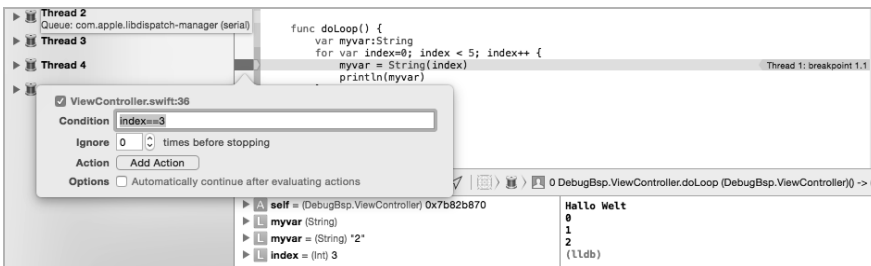 Thread 2
Queue: com.apple.libdispatch-manager (serial)
Thread 3
Thread 4
func doLoop() {
var myvar:String
for var index=0; index < 5; index++ {
myvar = String(index)
Thread 1: breakpoint 1.1
println(myvar)
ViewController.swift:36
Condition index==3
Ignore 0 times before stopping
Action Add Action
Options Automatically continue after evaluating actions
0 DebugBsp.ViewController.doLoop (DebugBsp.ViewController)() ->
A self = (DebugBsp.ViewController) 0x7b82b870
L myvar (String)
L myvar = (String) "2"
L index = (Int) 3
Hallo Welt
0
1
2
(lldb)